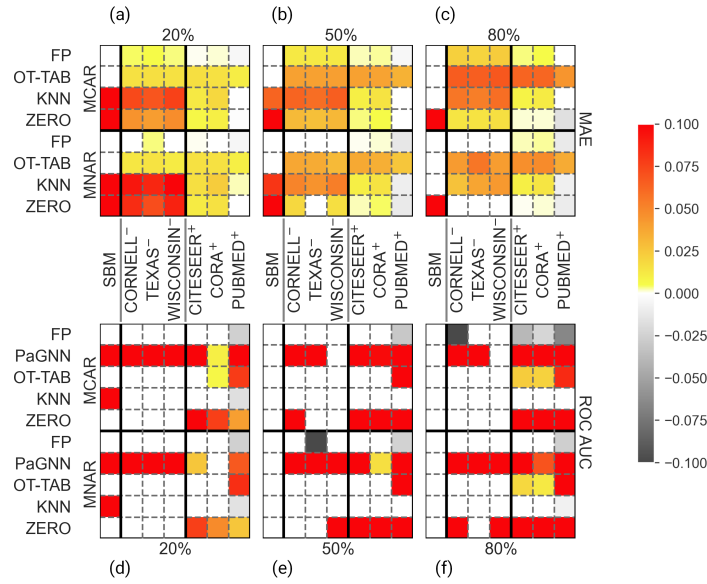 (a) (b) (c)
20% 50% 80%
FP
OT-TAB
KNN
ZERO
MCAR
FP
OT-TAB
KNN
ZERO
MNAR
MAE
SBM CORNELL⁻ TEXAS⁻ WISCONSIN⁻ CITESEER⁺ CORA⁺ PUBMED⁺
SBM CORNELL⁻ TEXAS⁻ WISCONSIN⁻ CITESEER⁺ CORA⁺ PUBMED⁺
SBM CORNELL⁻ TEXAS⁻ WISCONSIN⁻ CITESEER⁺ CORA⁺ PUBMED⁺
FP
PaGNN
OT-TAB
KNN
ZERO
MCAR
FP
PaGNN
OT-TAB
KNN
ZERO
MNAR
ROC AUC
20% 50% 80%
(d) (e) (f)
0.100
0.075
0.050
0.025
0.000
−0.025
−0.050
−0.075
−0.100